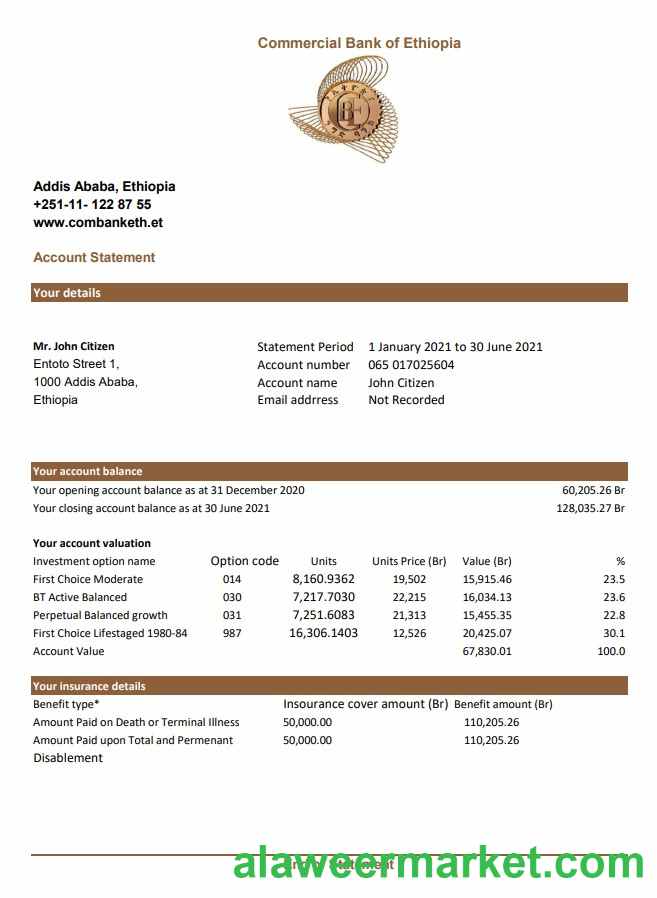 Commercial Bank of Ethiopia
CBE
Addis Ababa, Ethiopia
+251-11- 122 87 55
www.combanketh.et
Account Statement
Your details
Mr. John Citizen Statement Period 1 January 2021 to 30 June 2021
Entoto Street 1, Account number 065 017025604
1000 Addis Ababa, Account name John Citizen
Ethiopia Email addrress Not Recorded
Your account balance
Your opening account balance as at 31 December 2020 60,205.26 Br
Your closing account balance as at 30 June 2021 128,035.27 Br
Your account valuation
Investment option name Option code Units Units Price (Br) Value (Br) %
First Choice Moderate 014 8,160.9362 19,502 15,915.46 23.5
BT Active Balanced 030 7,217.7030 22,215 16,034.13 23.6
Perpetual Balanced growth 031 7,251.6083 21,313 15,455.35 22.8
First Choice Lifestaged 1980-84 987 16,306.1403 12,526 20,425.07 30.1
Account Value 67,830.01 100.0
Your insurance details
Benefit type* Insourance cover amount (Br) Benefit amount (Br)
Amount Paid on Death or Terminal Illness 50,000.00 110,205.26
Amount Paid upon Total and Permenant 50,000.00 110,205.26
Disablement
End of Statement
alaweermarket.com